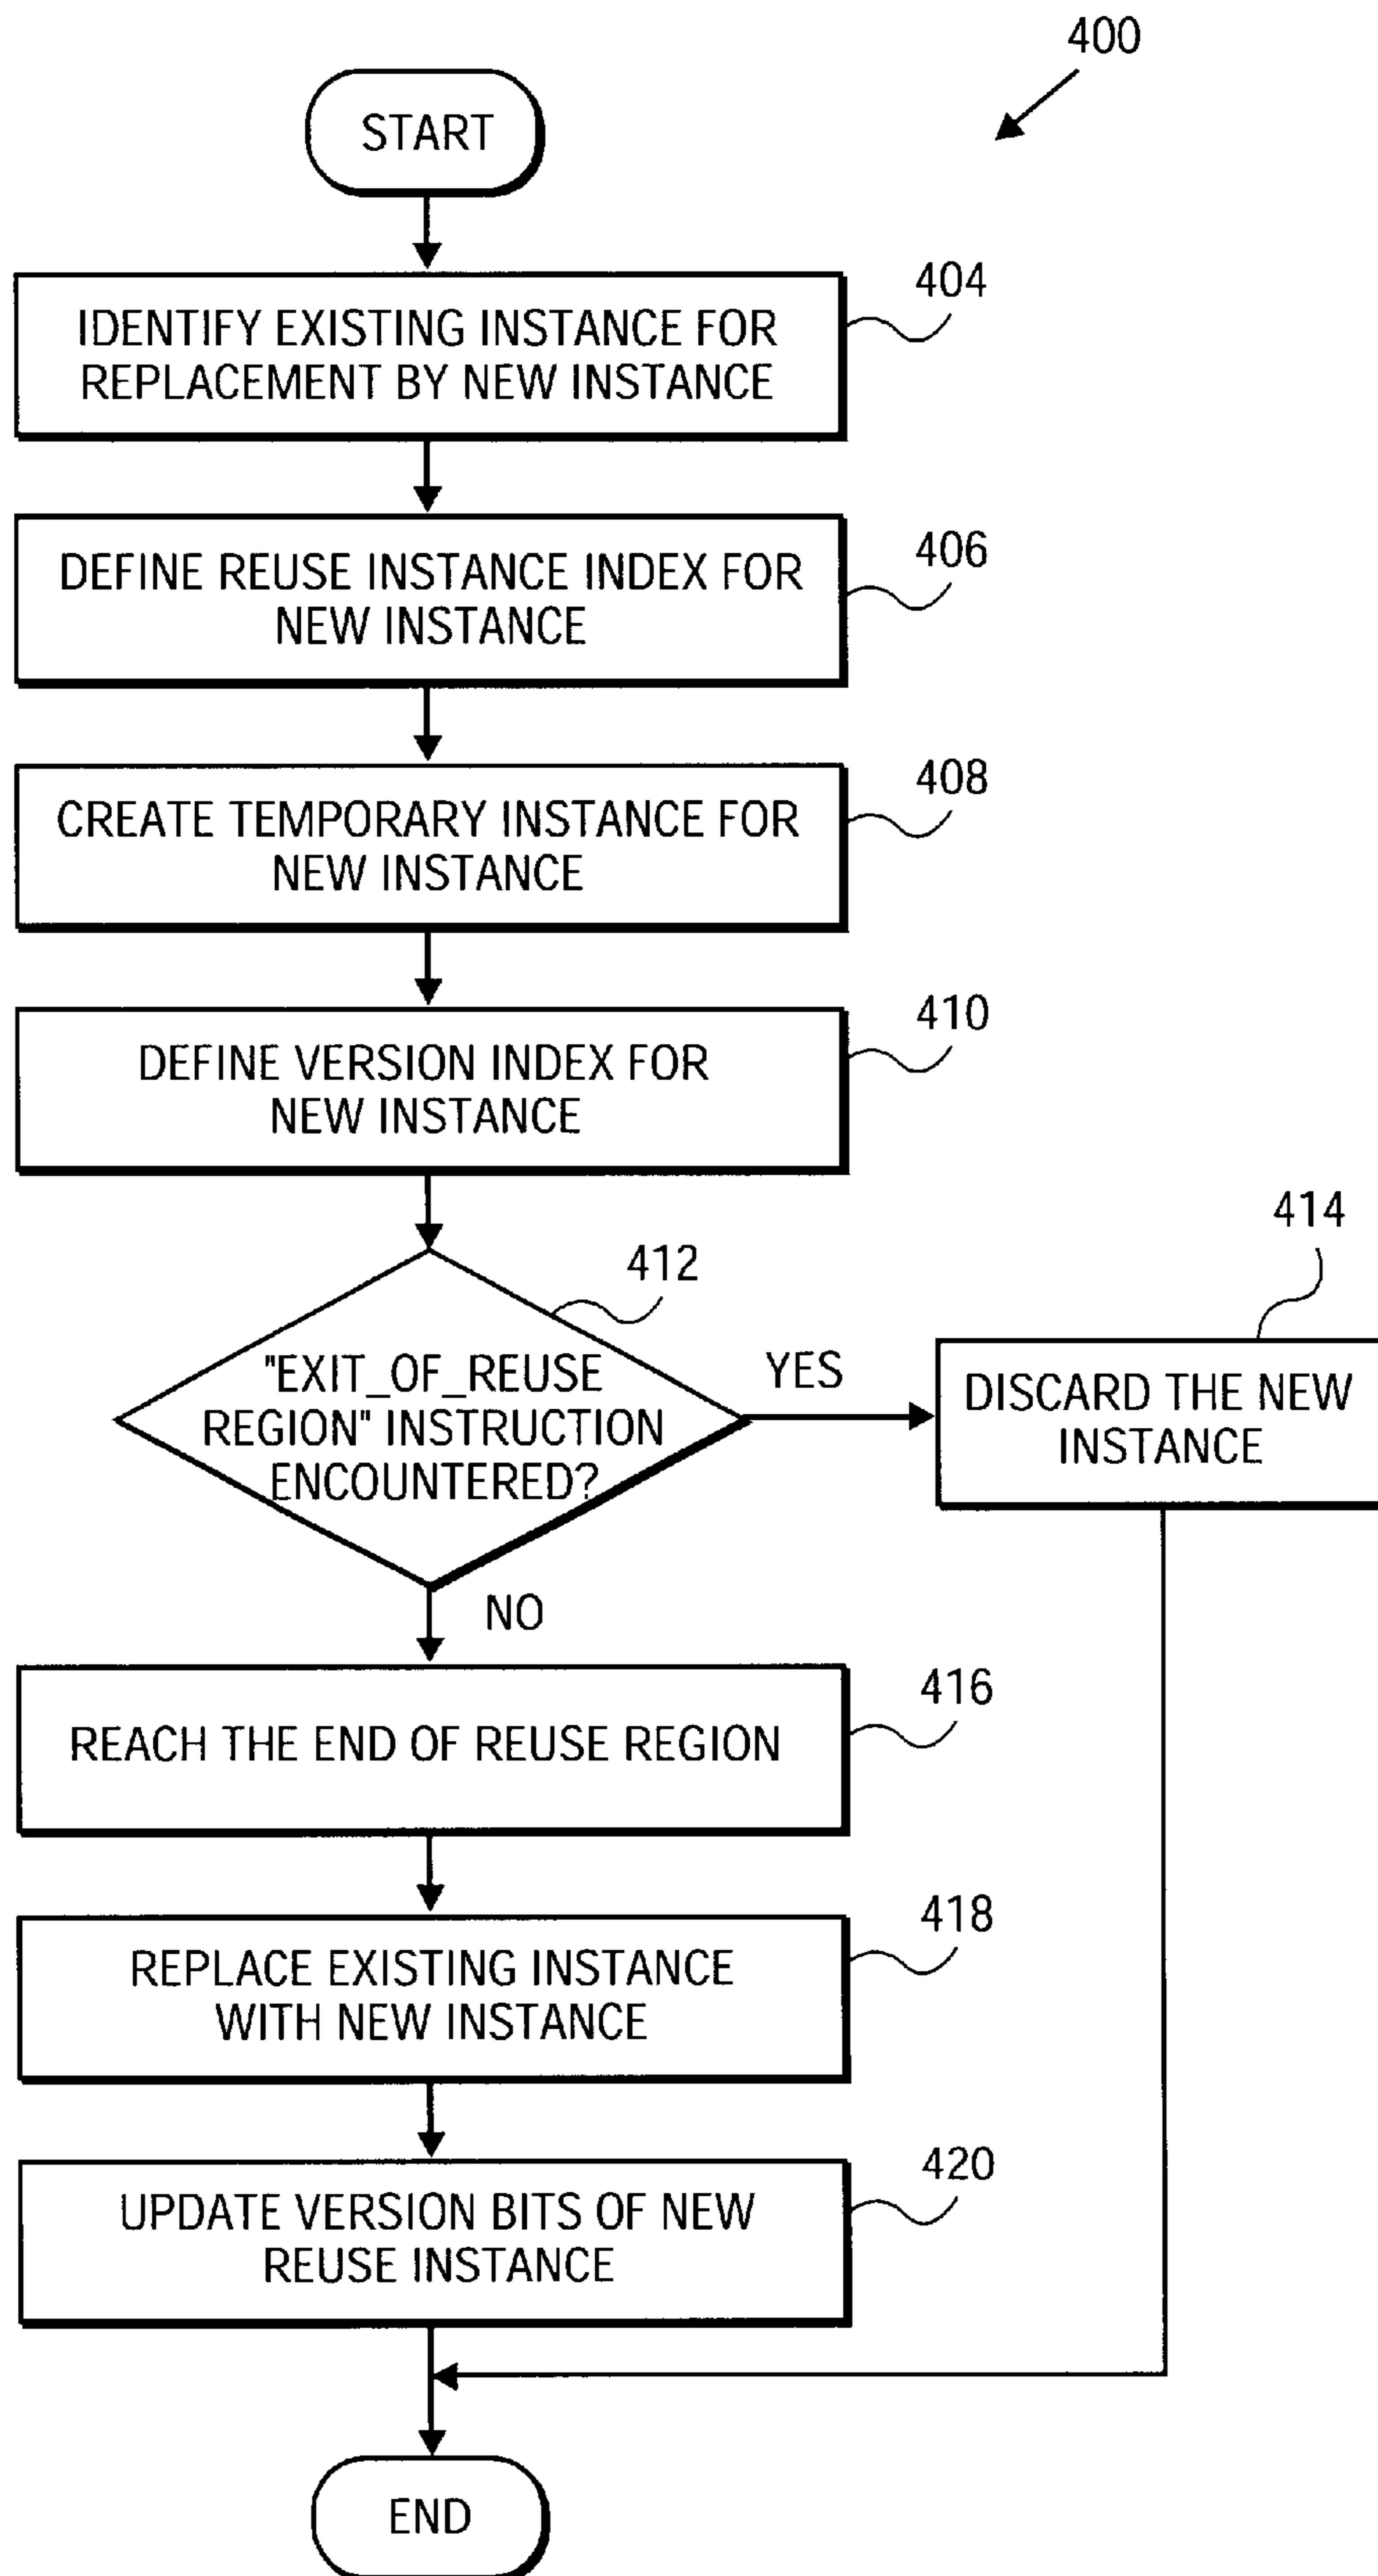 400
START
404
IDENTIFY EXISTING INSTANCE FOR
REPLACEMENT BY NEW INSTANCE
406
DEFINE REUSE INSTANCE INDEX FOR
NEW INSTANCE
408
CREATE TEMPORARY INSTANCE FOR
NEW INSTANCE
410
DEFINE VERSION INDEX FOR
NEW INSTANCE
412
"EXIT_OF_REUSE
REGION" INSTRUCTION
ENCOUNTERED?
YES
414
DISCARD THE NEW
INSTANCE
NO
416
REACH THE END OF REUSE REGION
418
REPLACE EXISTING INSTANCE
WITH NEW INSTANCE
420
UPDATE VERSION BITS OF NEW
REUSE INSTANCE
END